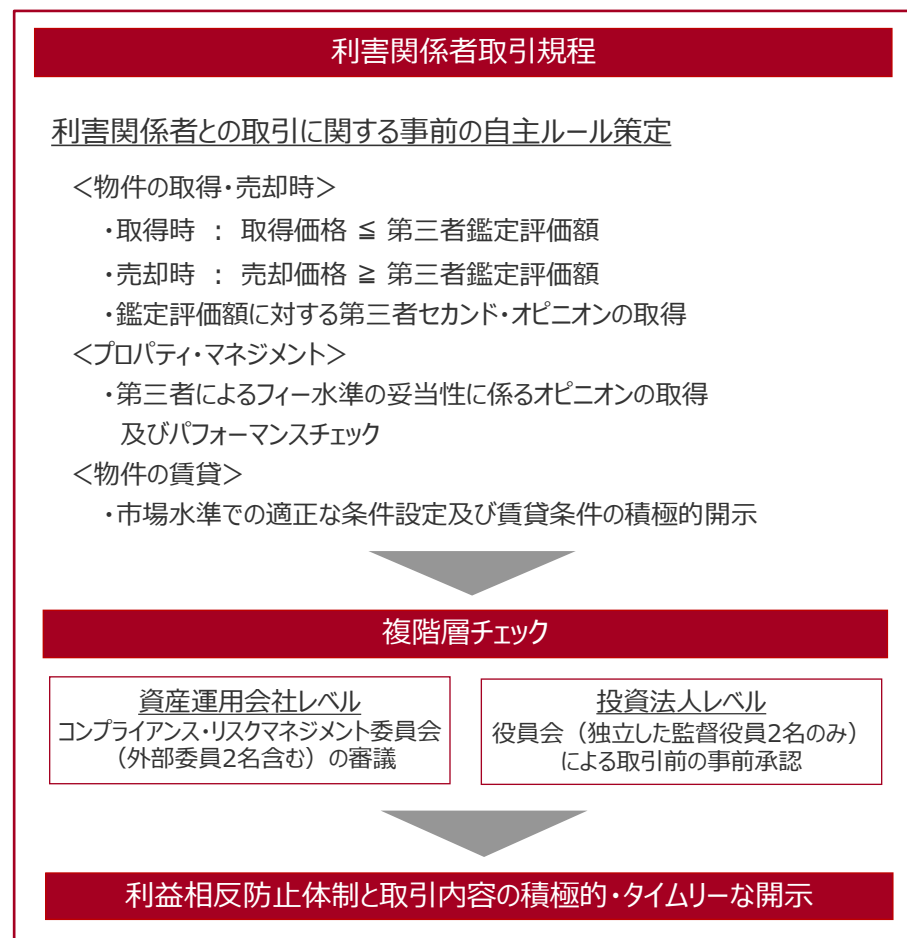 利害関係者取引規程
利害関係者との取引に関する事前の自主ルール策定
＜物件の取得・売却時＞
・取得時 ： 取得価格 ≦ 第三者鑑定評価額
・売却時 ： 売却価格 ≧ 第三者鑑定評価額
・鑑定評価額に対する第三者セカンド・オピニオンの取得
＜プロパティ・マネジメント＞
・第三者によるフィー水準の妥当性に係るオピニオンの取得
及びパフォーマンスチェック
＜物件の賃貸＞
・市場水準での適正な条件設定及び賃貸条件の積極的開示
複階層チェック
資産運用会社レベル
コンプライアンス・リスクマネジメント委員会
（外部委員2名含む）の審議
投資法人レベル
役員会（独立した監督役員2名のみ）
による取引前の事前承認
利益相反防止体制と取引内容の積極的・タイムリーな開示